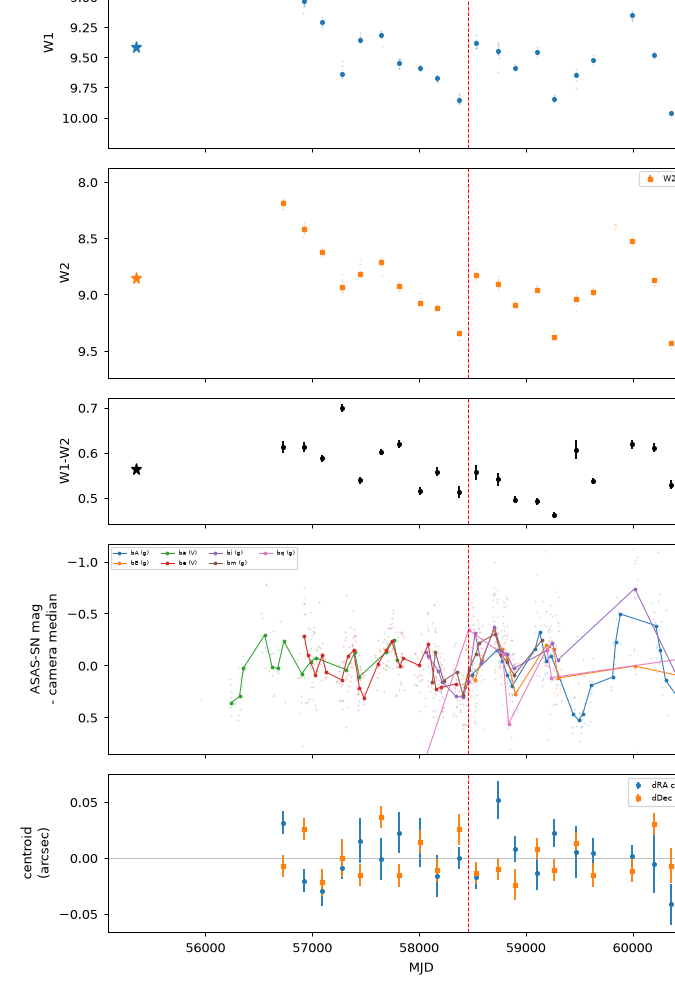 9.25
9.50
9.75
10.00
W1
8.0
8.5
9.0
9.5
W2
W2
0.7
0.6
0.5
W1-W2
bA (g)
bE (g)
ba (V)
be (V)
bi (g)
bm (g)
bq (g)
−1.0
−0.5
0.0
0.5
ASAS-SN mag
- camera median
dRA c
dDec
0.05
0.00
−0.05
centroid
(arcsec)
56000 57000 58000 59000 60000
MJD